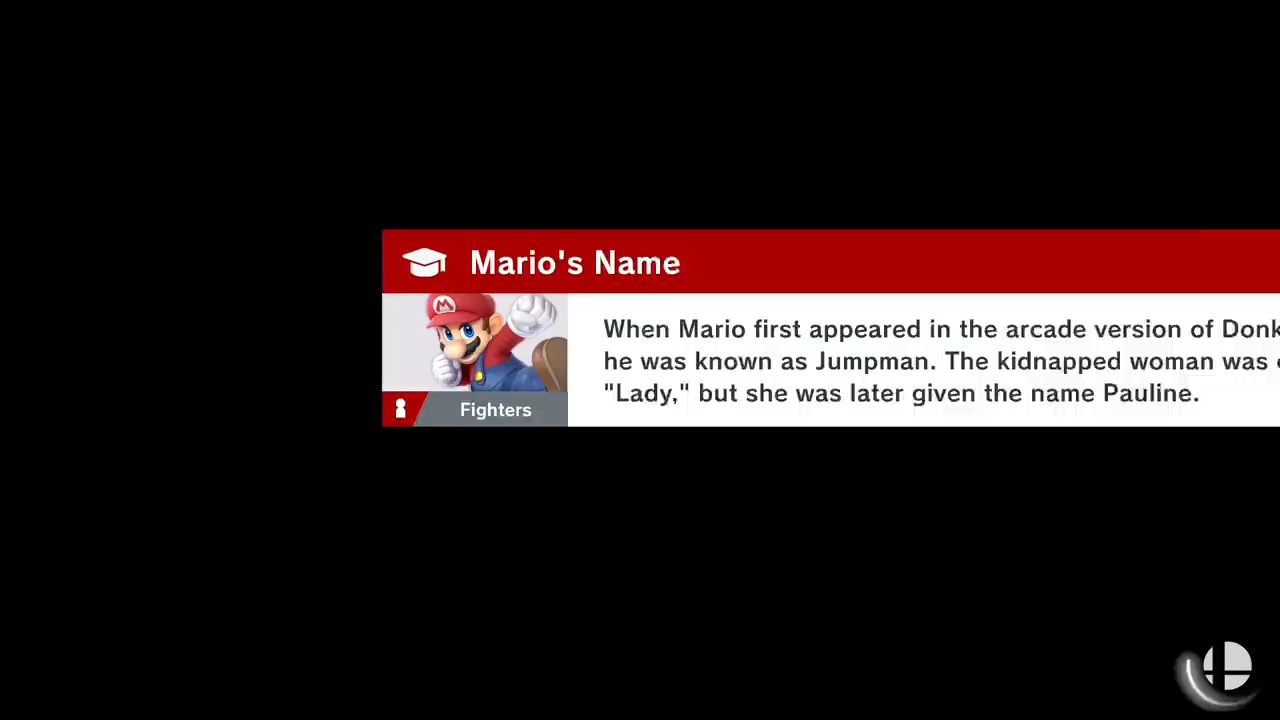 Mario's Name
When Mario first appeared in the arcade version of Donk
he was known as Jumpman. The kidnapped woman was
"Lady," but she was later given the name Pauline.
Fighters